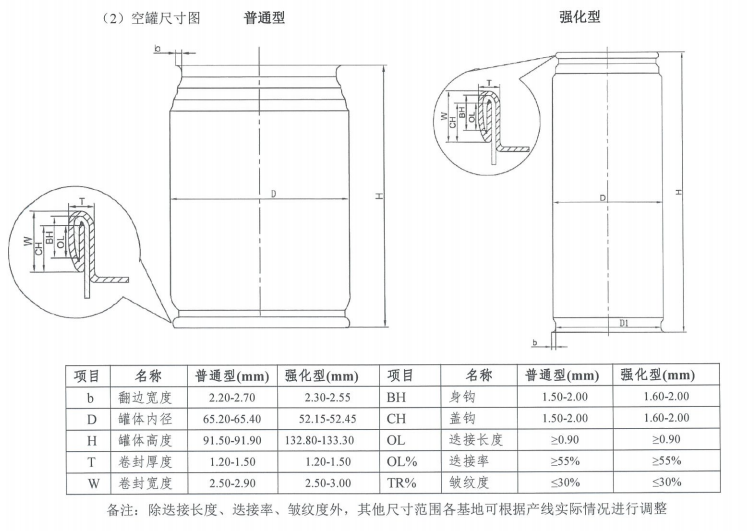 （2）空罐尺寸图 普通型 强化型
b
T
W
CH
BH
OL
D
H
T
W
CH
BH
OL
D
H
D1
b
项目 名称 普通型(mm) 强化型(mm) 项目 名称 普通型(mm) 强化型(mm)
b 翻边宽度 2.20-2.70 2.30-2.55 BH 身钩 1.50-2.00 1.60-2.00
D 罐体内径 65.20-65.40 52.15-52.45 CH 盖钩 1.50-2.00 1.60-2.00
H 罐体高度 91.50-91.90 132.80-133.30 OL 迭接长度 ≥0.90 ≥0.90
T 卷封厚度 1.20-1.50 1.20-1.50 OL% 迭接率 ≥55% ≥55%
W 卷封宽度 2.50-2.90 2.50-3.00 TR% 皱纹度 ≤30% ≤30%
备注：除迭接长度、迭接率、皱纹度外，其他尺寸范围各基地可根据产线实际情况进行调整